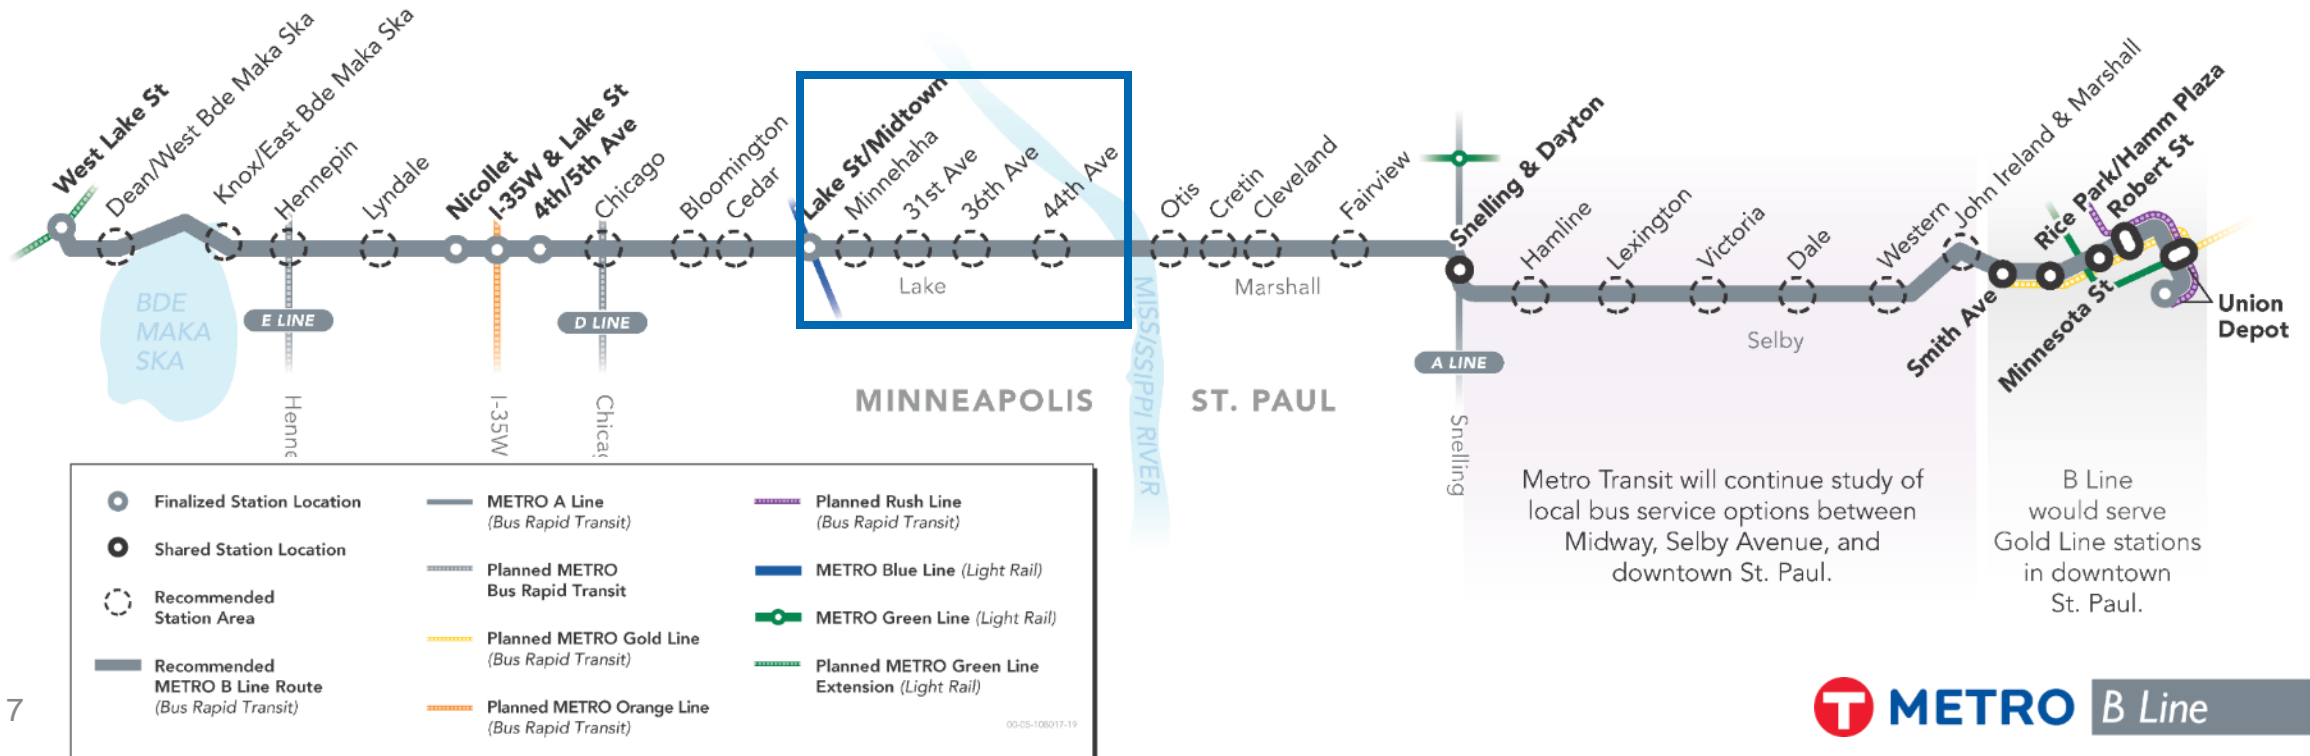 West Lake St
Dean/West Bde Maka Ska
Knox/East Bde Maka Ska
Hennepin
Lyndale
Nicollet
I-35W & Lake St
4th/5th Ave
Chicago
Bloomington
Cedar
Lake St/Midtown
Minnehaha
31st Ave
36th Ave
44th Ave
Otis
Cretin
Cleveland
Fairview
Snelling & Dayton
Hamline
Lexington
Victoria
Dale
Western
John Ireland & Marshall
Smith Ave
Rice Park/Hamm Plaza
Minnesota St
Robert St
Union
Depot
BDE
MAKA
SKA
E LINE
D LINE
A LINE
Lake
Marshall
Selby
Henne
I-35W
Chicag
Snelling
MINNEAPOLIS
ST. PAUL
MISSISSIPPI RIVER
Metro Transit will continue study of
local bus service options between
Midway, Selby Avenue, and
downtown St. Paul.
B Line
would serve
Gold Line stations
in downtown
St. Paul.
Finalized Station Location
Shared Station Location
Recommended
Station Area
Recommended
METRO B Line Route
(Bus Rapid Transit)
METRO A Line
(Bus Rapid Transit)
Planned METRO
Bus Rapid Transit
Planned METRO Gold Line
(Bus Rapid Transit)
Planned METRO Orange Line
(Bus Rapid Transit)
Planned Rush Line
(Bus Rapid Transit)
METRO Blue Line (Light Rail)
METRO Green Line (Light Rail)
Planned METRO Green Line
Extension (Light Rail)
00-05-108017-19
7
T METRO B Line